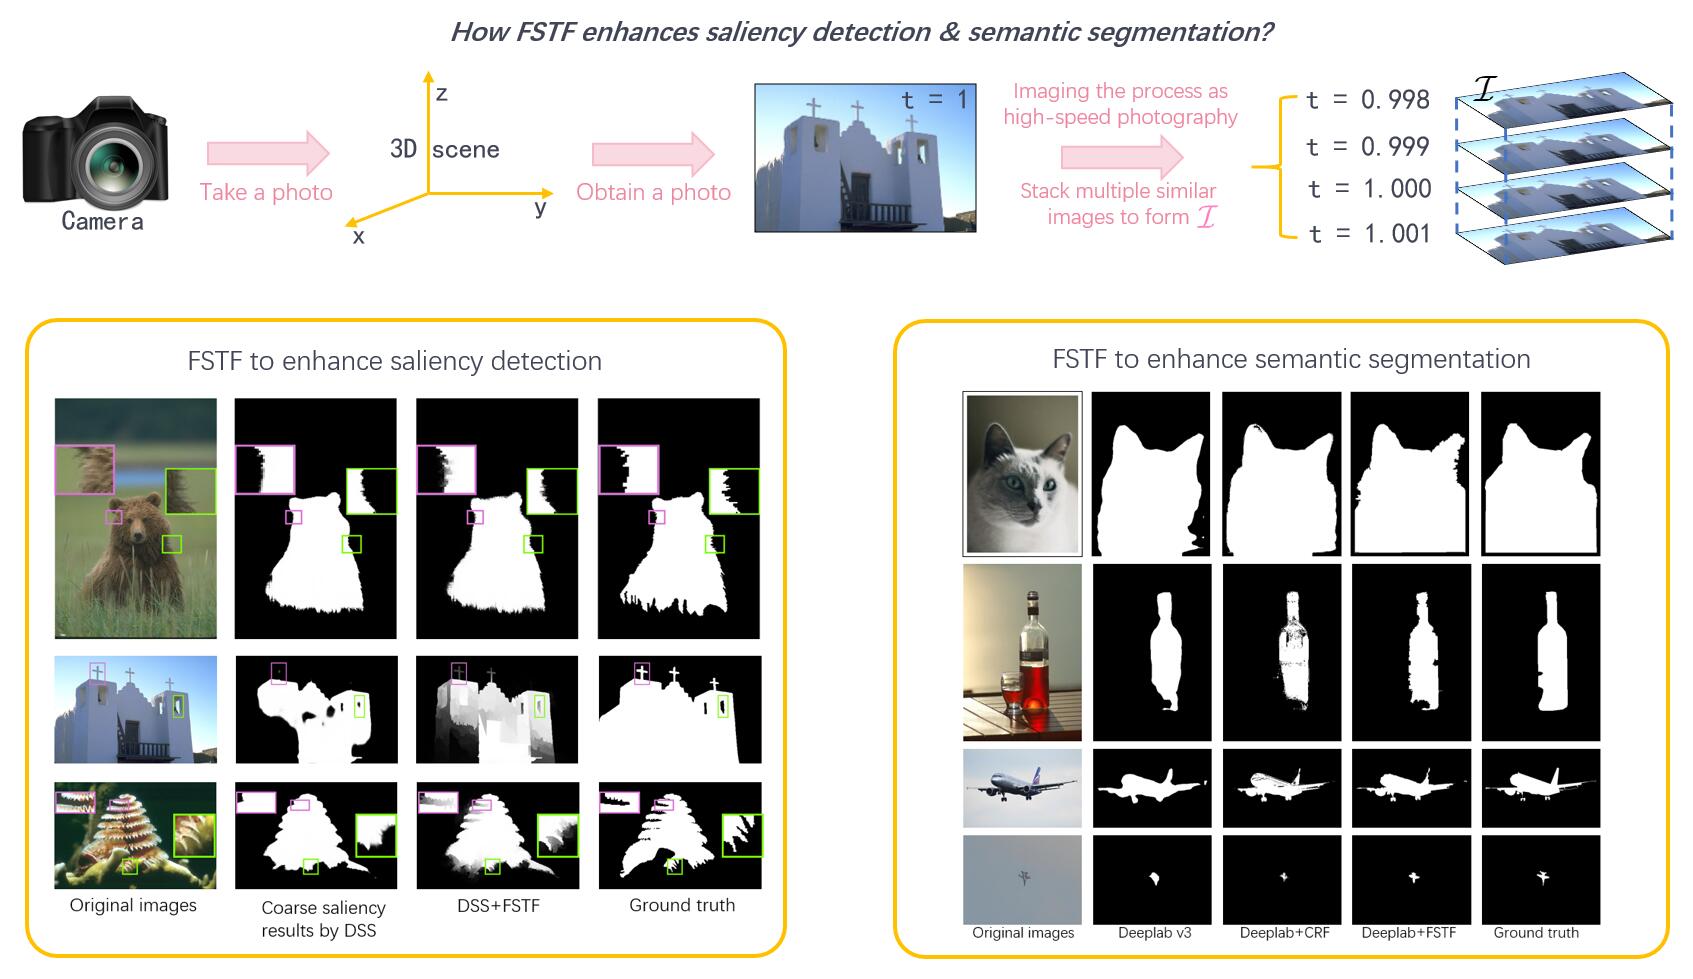 How FSTF enhances saliency detection & semantic segmentation?
Camera
Take a photo
z
3D scene
y
x
Obtain a photo
t = 1
Imaging the process as
high-speed photography
Stack multiple similar
images to form ℐ
t = 0.998
t = 0.999
t = 1.000
t = 1.001
ℐ
FSTF to enhance saliency detection
Original images
Coarse saliency
results by DSS
DSS+FSTF
Ground truth
FSTF to enhance semantic segmentation
Original images
Deeplab v3
Deeplab+CRF
Deeplab+FSTF
Ground truth